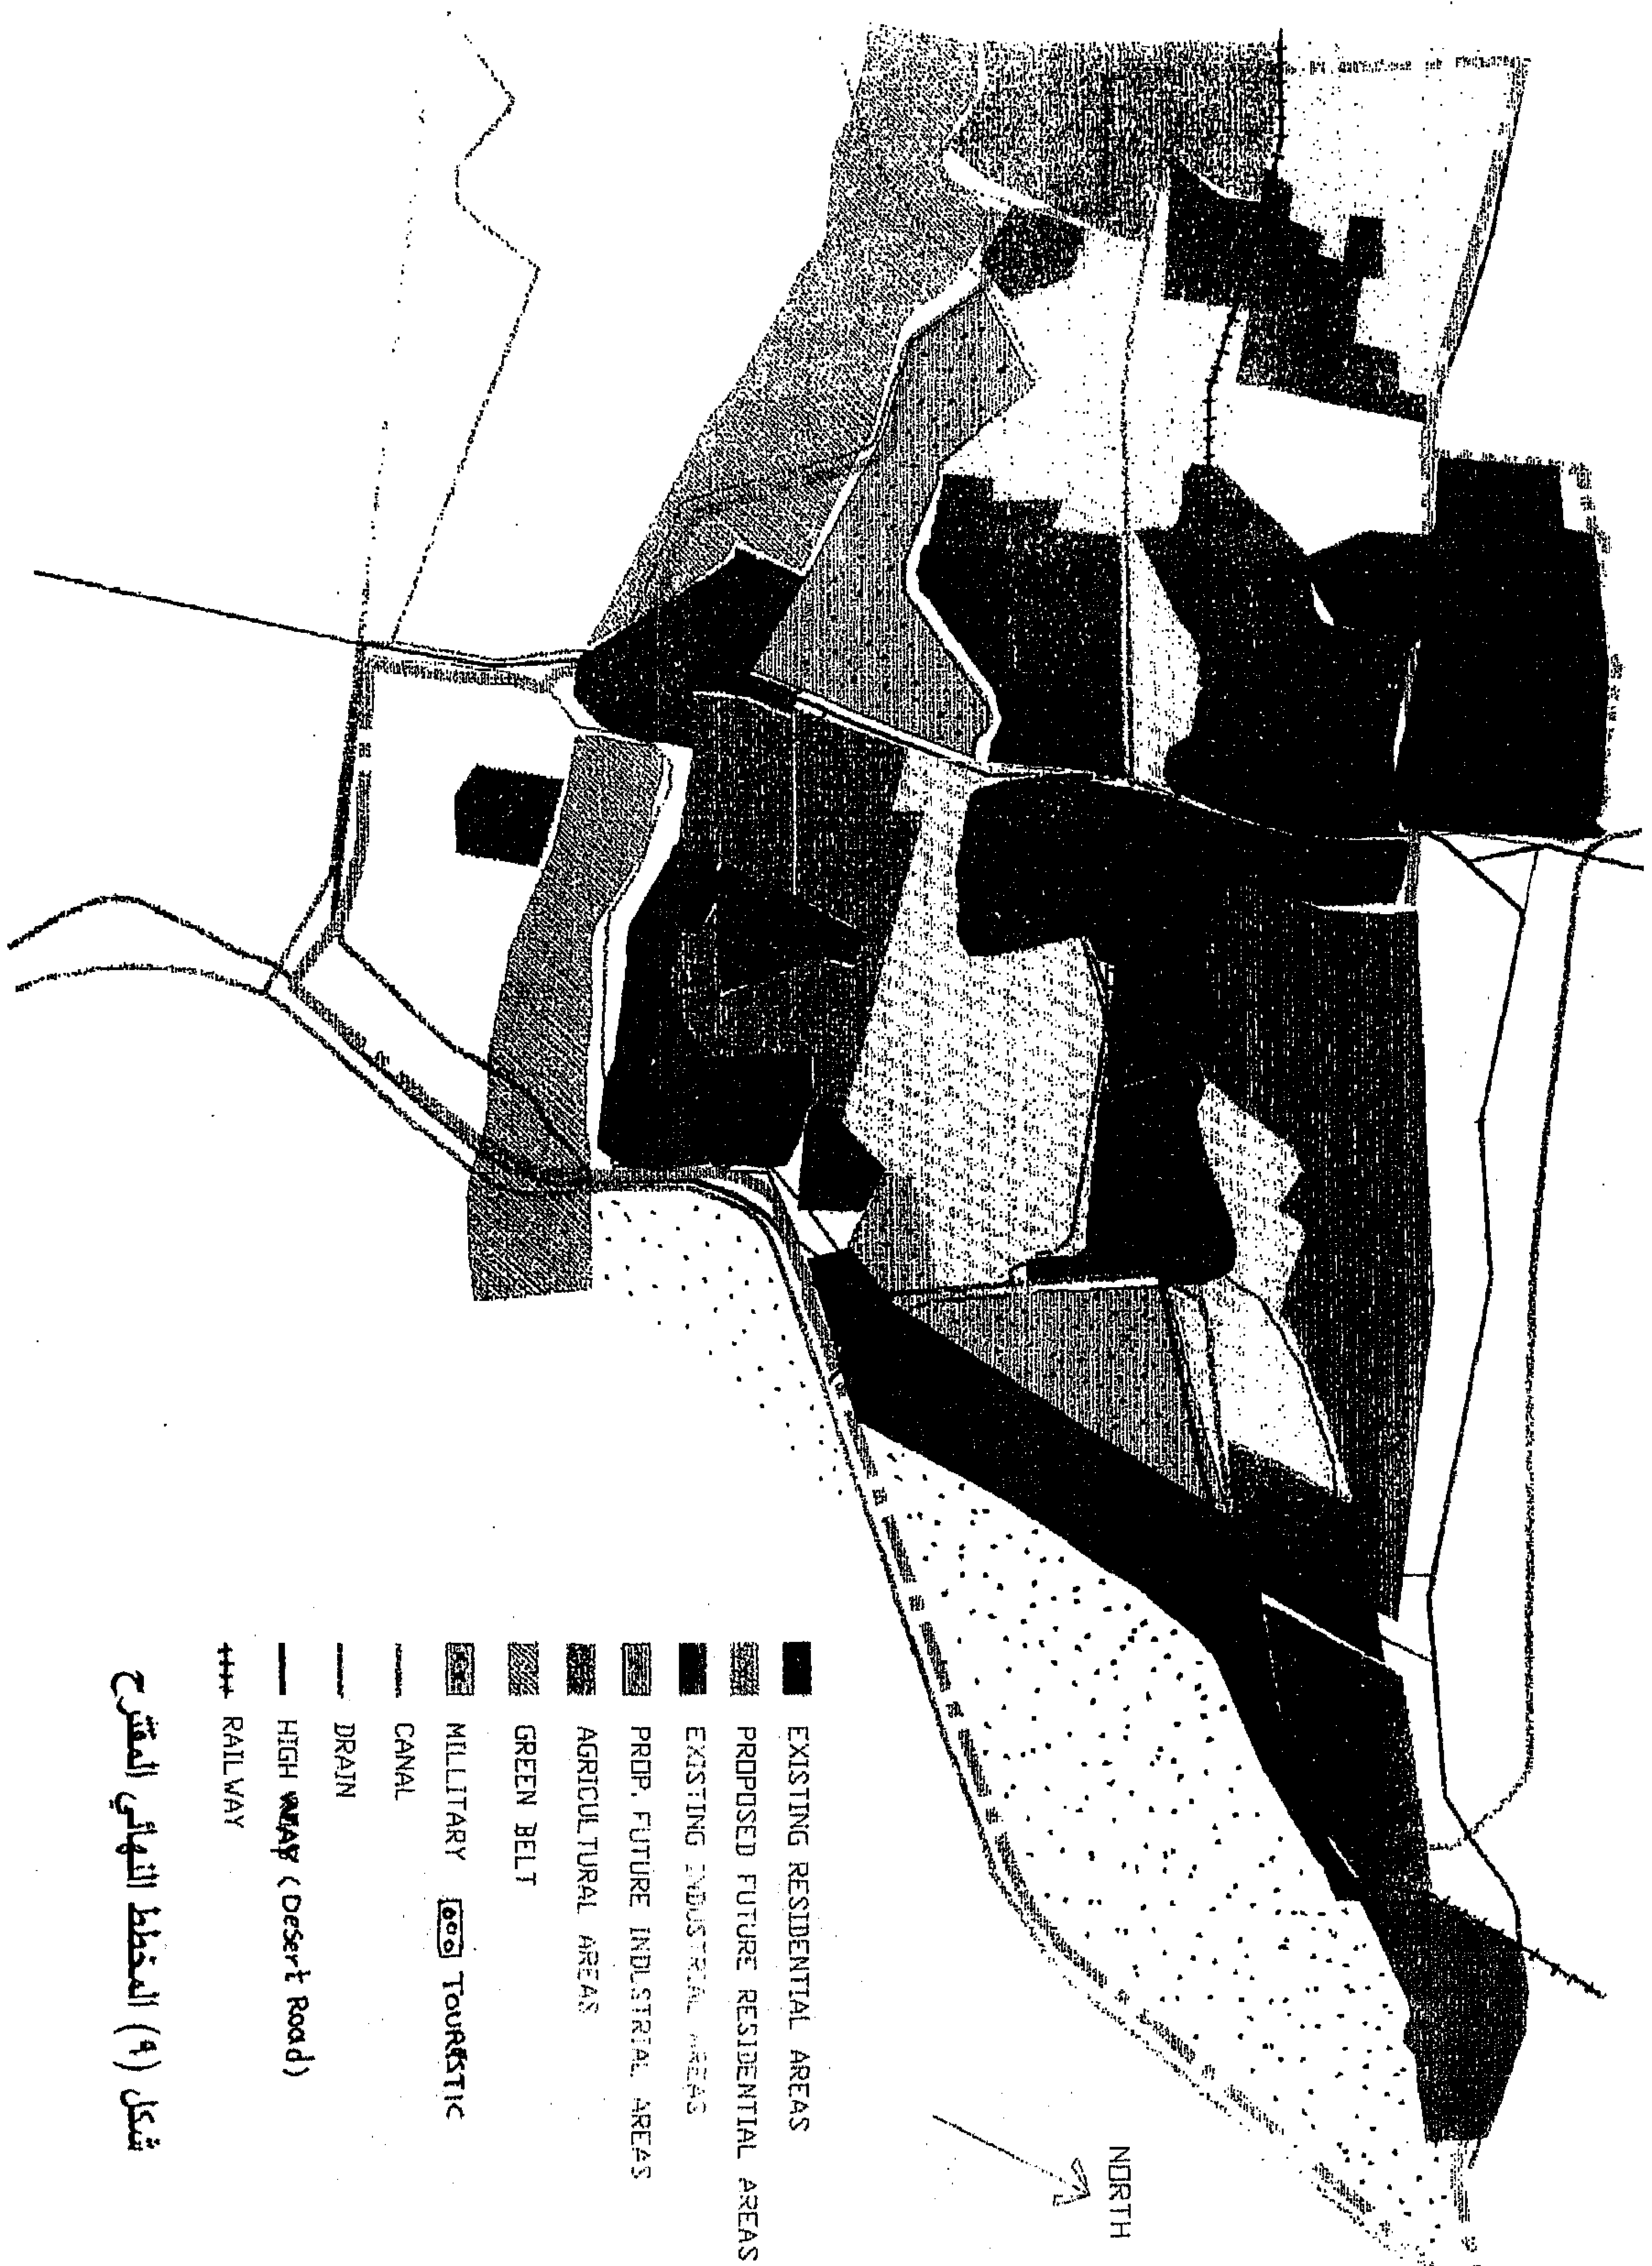 NORTH
EXISTING RESIDENTIAL AREAS
PROPOSED FUTURE RESIDENTIAL AREAS
EXISTING INDUSTRIAL AREAS
PROP. FUTURE INDUSTRIAL AREAS
AGRICULTURAL AREAS
GREEN BELT
MILLITARY TOURISTIC
CANAL
DRAIN
HIGH WAY (Desert Road)
RAILWAY
شكل (٩) المخطط النهائي المقترح